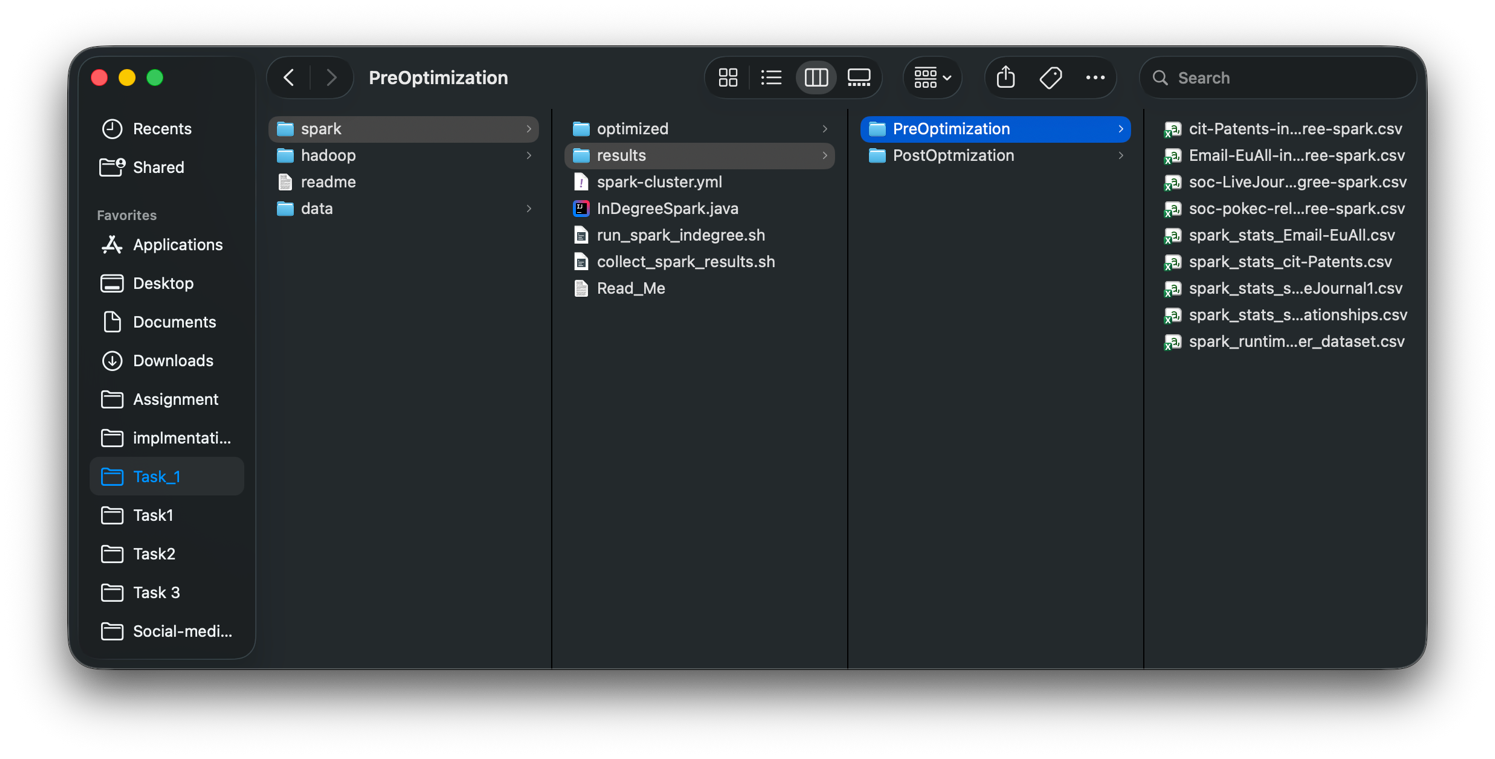 PreOptimization
Search
Recents
Shared
Favorites
Applications
Desktop
Documents
Downloads
Assignment
implmentati...
Task_1
Task1
Task2
Task 3
Social-medi...
spark
hadoop
readme
data
optimized
results
spark-cluster.yml
InDegreeSpark.java
run_spark_indegree.sh
collect_spark_results.sh
Read_Me
PreOptimization
PostOptmization
cit-Patents-in...ree-spark.csv
Email-EuAll-in...ree-spark.csv
soc-LiveJour...gree-spark.csv
soc-pokec-rel...ree-spark.csv
spark_stats_Email-EuAll.csv
spark_stats_cit-Patents.csv
spark_stats_s...eJournal1.csv
spark_stats_s...ationships.csv
spark_runtim...er_dataset.csv